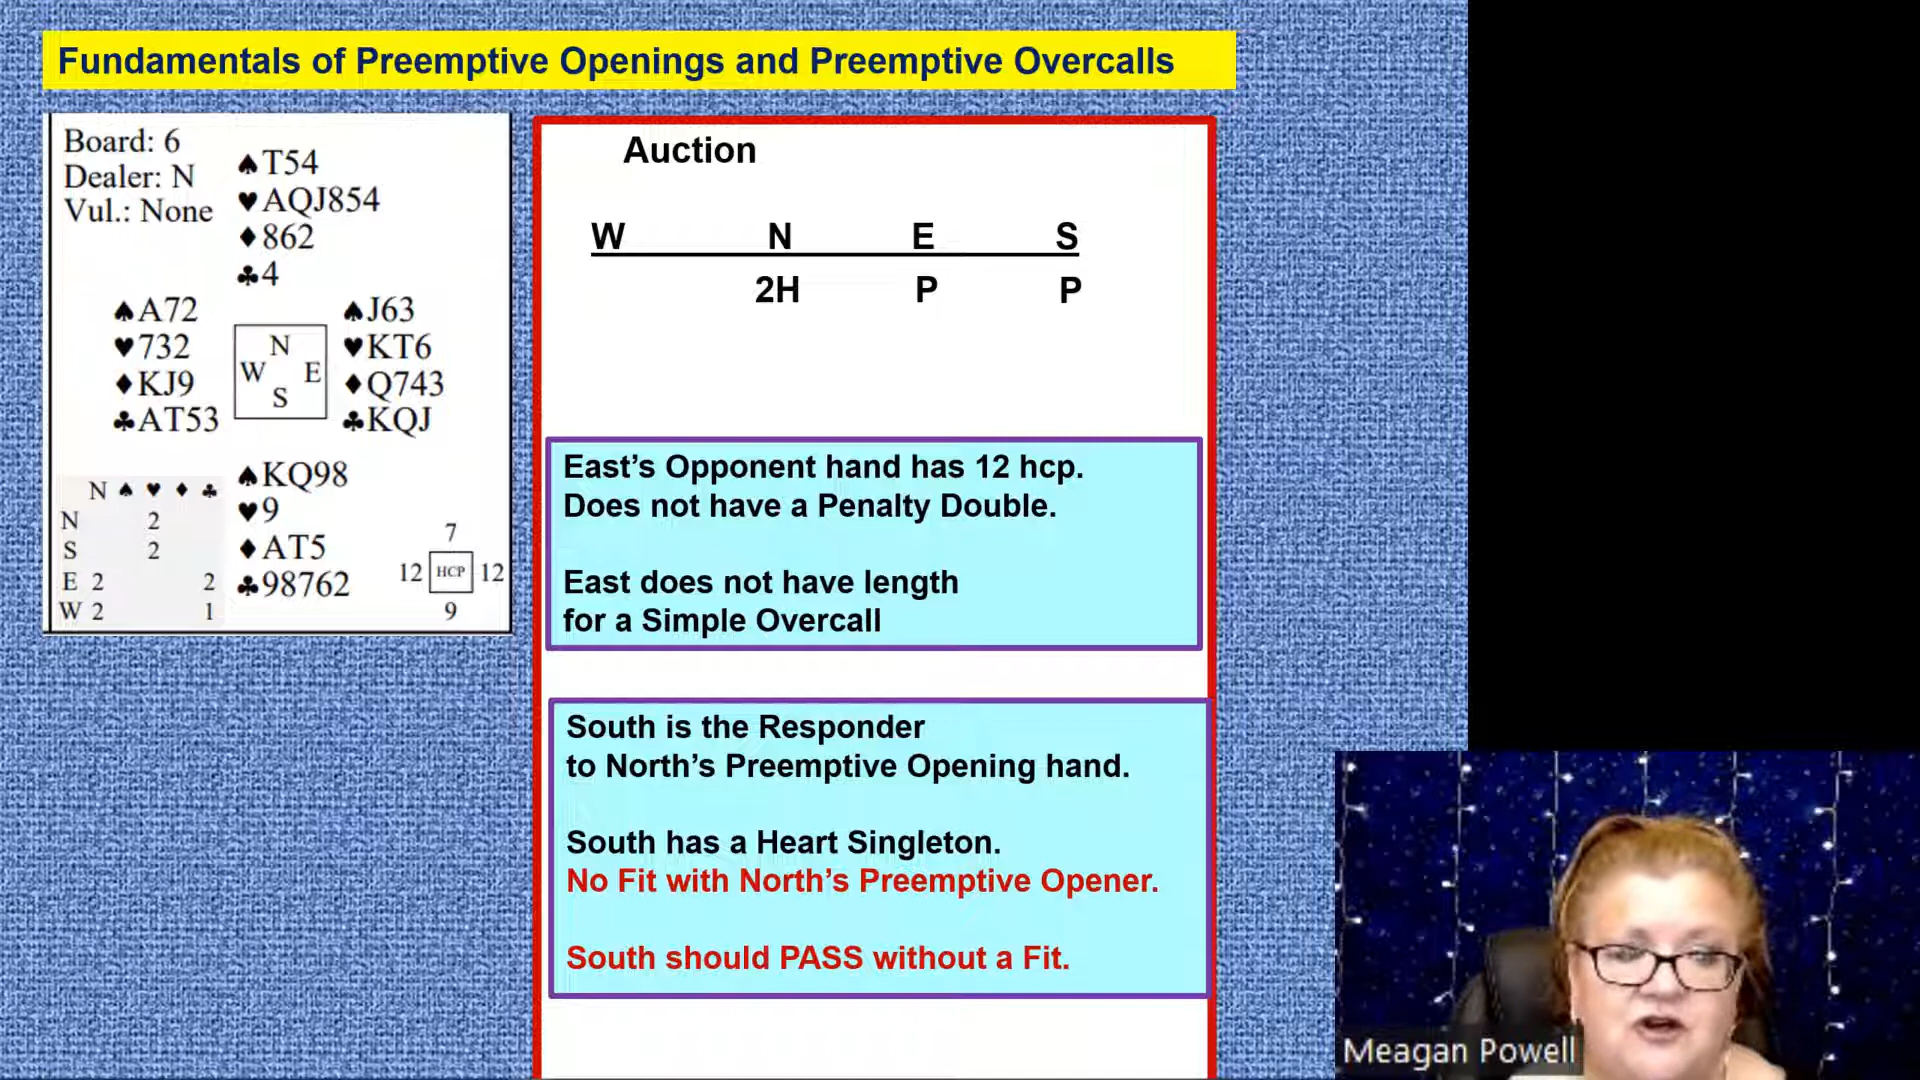 Fundamentals of Preemptive Openings and Preemptive Overcalls
Board: 6
Dealer: N
Vul.: None
♠T54
♥AQJ854
♦862
♣4
♠A72
♥732
♦KJ9
♣AT53
N
W E
S
♠J63
♥KT6
♦Q743
♣KQJ
♠KQ98
♥9
♦AT5
♣98762
N ♠ ♥ ♦ ♣
N 2
S 2
E 2 2
W 2 1
7
12 HCP 12
9
Auction
W N E S
2H P P
East’s Opponent hand has 12 hcp.
Does not have a Penalty Double.
East does not have length
for a Simple Overcall
South is the Responder
to North’s Preemptive Opening hand.
South has a Heart Singleton.
No Fit with North’s Preemptive Opener.
South should PASS without a Fit.
Meagan Powell